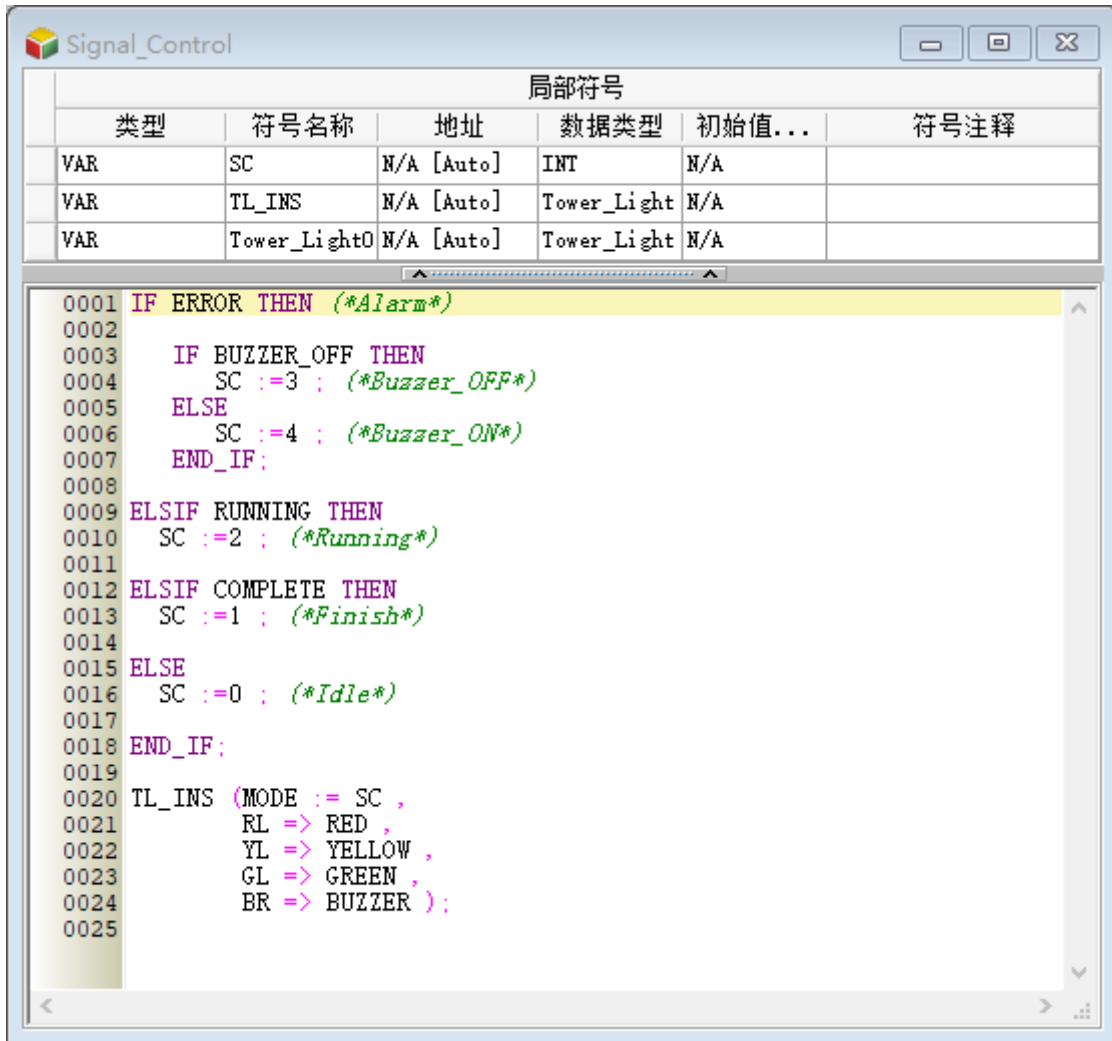 Signal_Control
局部符号
类型 符号名称 地址 数据类型 初始值... 符号注释
VAR SC N/A [Auto] INT N/A
VAR TL_INS N/A [Auto] Tower_Light N/A
VAR Tower_Light0 N/A [Auto] Tower_Light N/A
0001 IF ERROR THEN (*Alarm*)
0002
0003 IF BUZZER_OFF THEN
0004 SC :=3 ; (*Buzzer_OFF*)
0005 ELSE
0006 SC :=4 ; (*Buzzer_ON*)
0007 END_IF;
0008
0009 ELSIF RUNNING THEN
0010 SC :=2 ; (*Running*)
0011
0012 ELSIF COMPLETE THEN
0013 SC :=1 ; (*Finish*)
0014
0015 ELSE
0016 SC :=0 ; (*Idle*)
0017
0018 END_IF;
0019
0020 TL_INS (MODE := SC ,
0021 RL => RED ,
0022 YL => YELLOW ,
0023 GL => GREEN ,
0024 BR => BUZZER );
0025